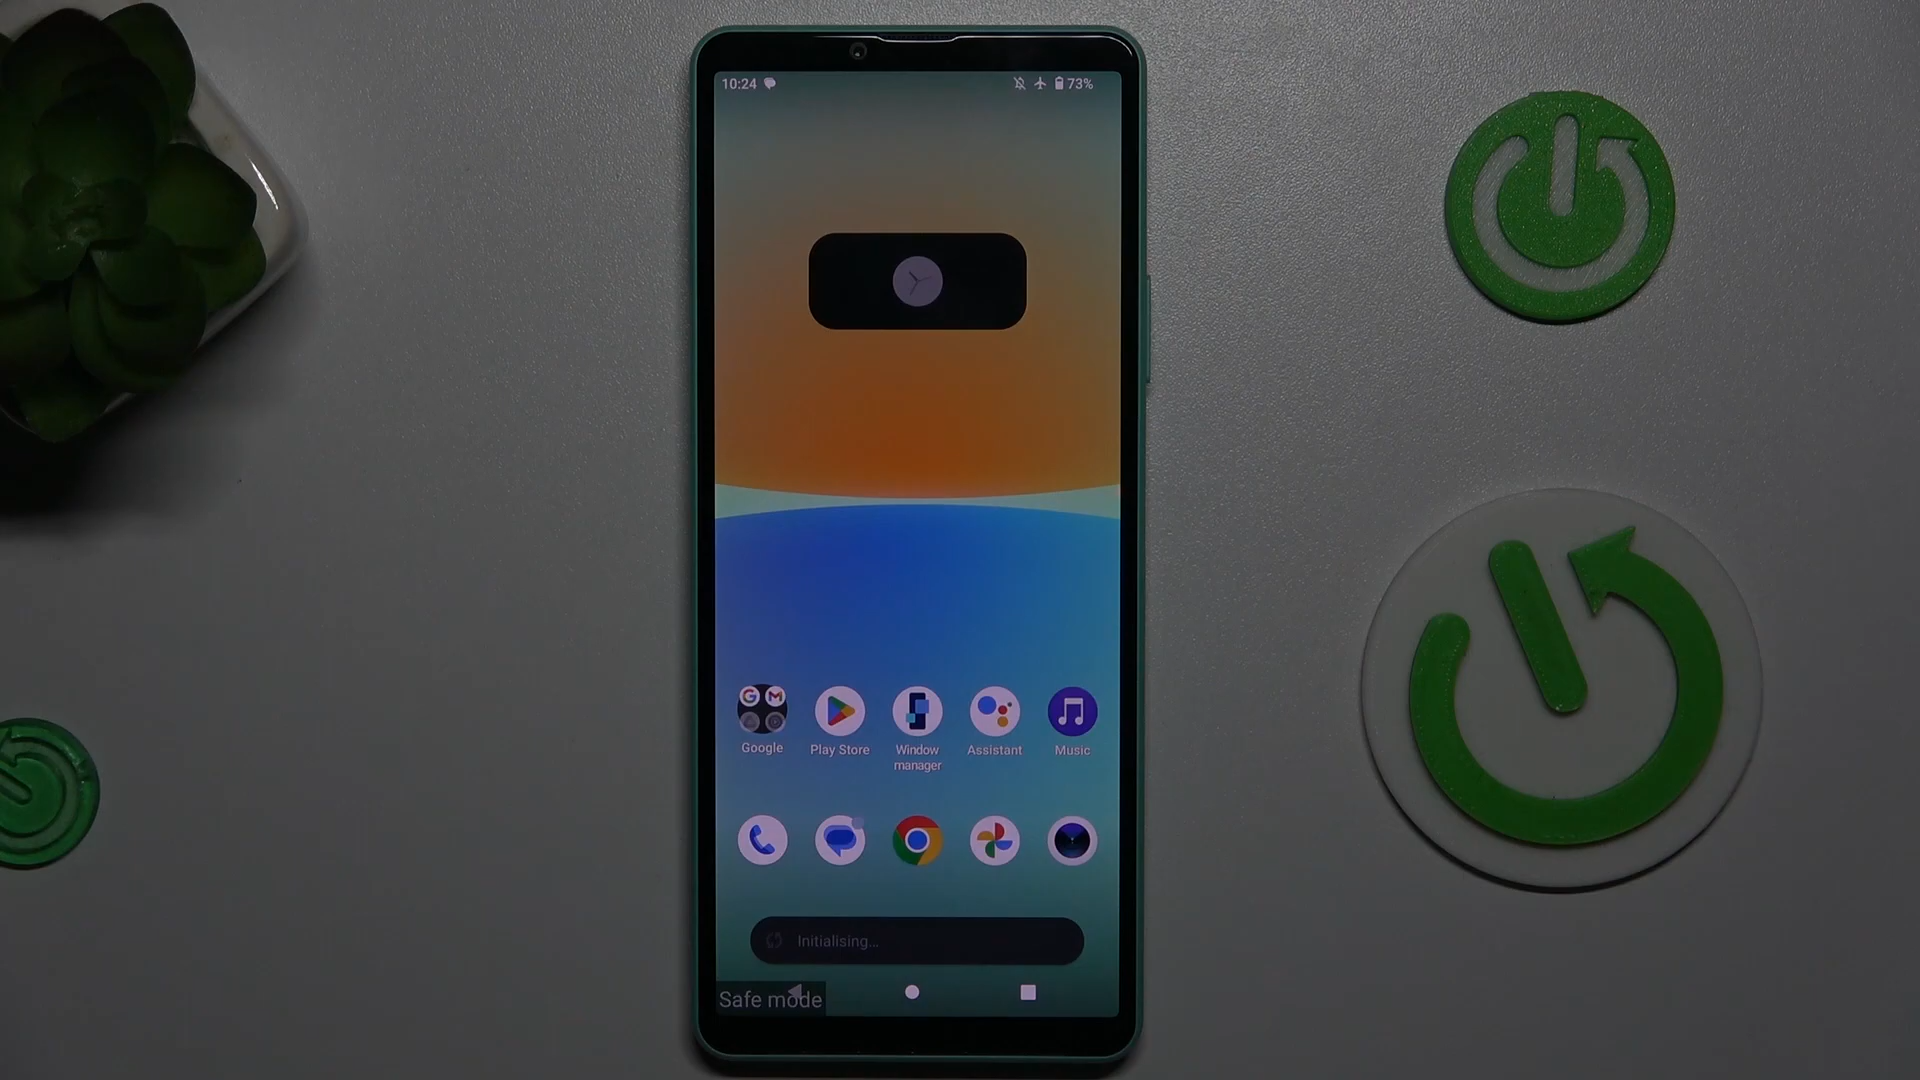 10:24 73%
Google Play Store Window Assistant Music
manager
Initialising...
Safe mode